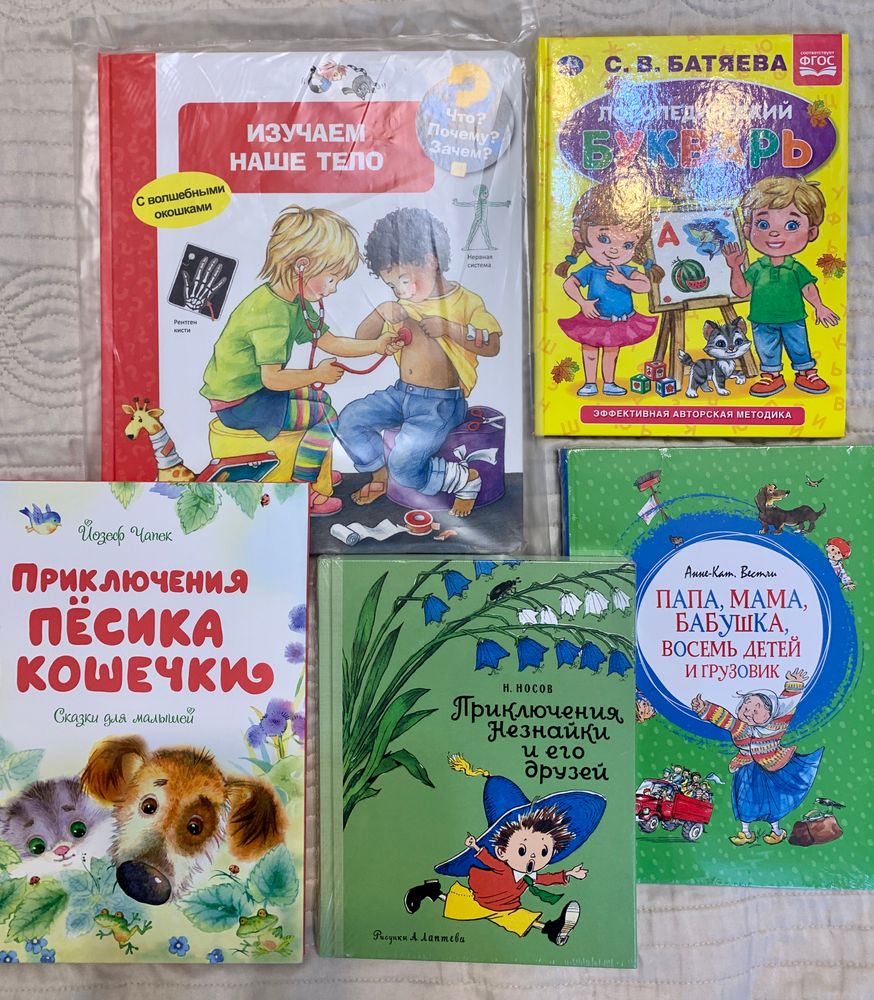 ИЗУЧАЕМ
НАШЕ ТЕЛО
Что?
Почему?
Зачем?
С волшебными
окошками
Нервная
система
Рентген
кисти
соответствует
ФГОС
С. В. БАТЯЕВА
ЛОГОПЕДИЧЕСКИЙ
БУКВАРЬ
А
ЭФФЕКТИВНАЯ АВТОРСКАЯ МЕТОДИКА
Йозеф Чапек
ПРИКЛЮЧЕНИЯ
ПЁСИКА
КОШЕЧКИ
Сказки для малышей
Н. НОСОВ
Приключения
Незнайки
и его
друзей
Рисунки А. Лаптева
Анне-Кат. Вестли
ПАПА, МАМА,
БАБУШКА,
ВОСЕМЬ ДЕТЕЙ
И ГРУЗОВИК